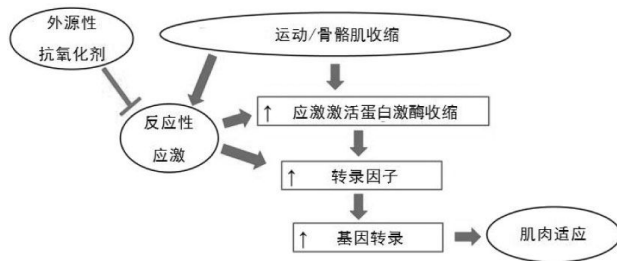 外源性
抗氧化剂
运动/骨骼肌收缩
↑ 应激激活蛋白激酶收缩
反应性
应激
↑ 转录因子
↑ 基因转录
肌肉适应